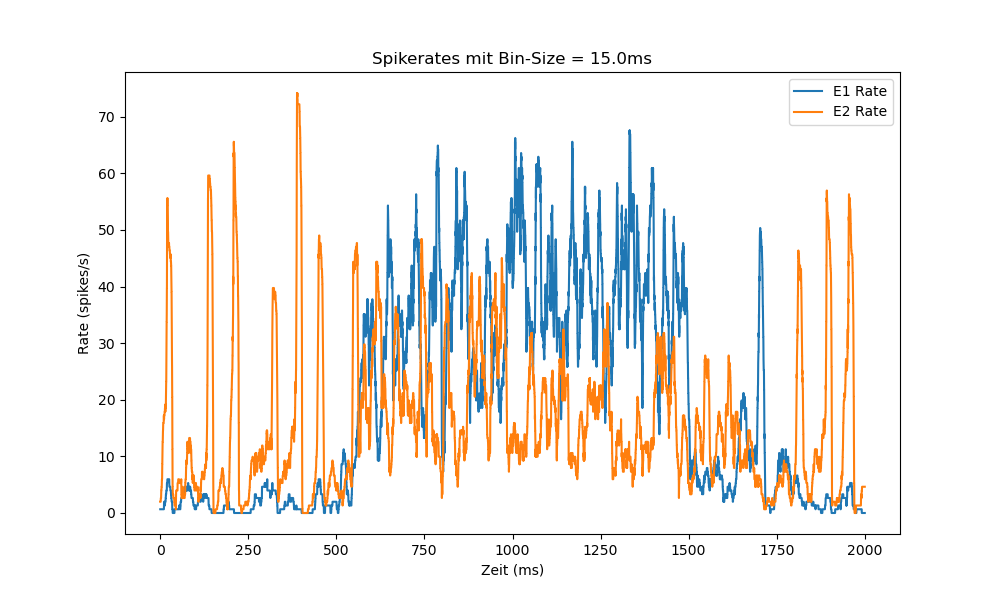 Spikerates mit Bin-Size = 15.0ms
E1 Rate
E2 Rate
70
60
50
40
30
20
10
0
Rate (spikes/s)
0 250 500 750 1000 1250 1500 1750 2000
Zeit (ms)